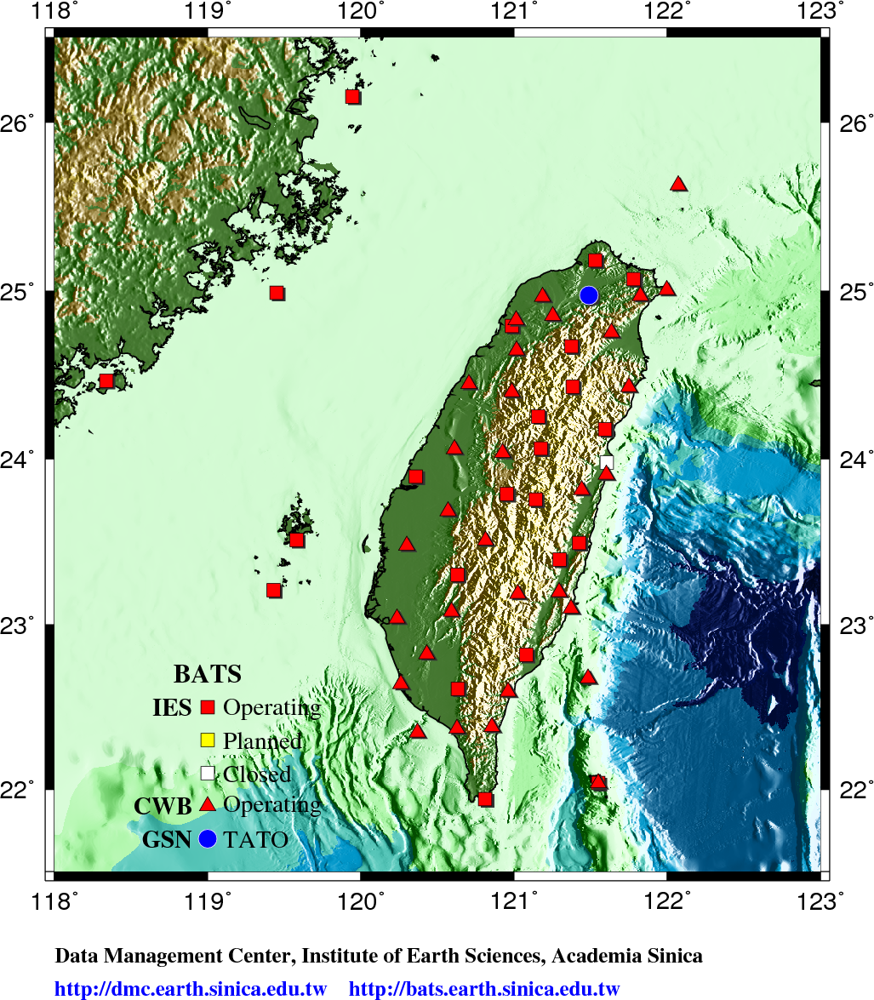 118° 119° 120° 121° 122° 123°
26° 26°
25° 25°
24° 24°
23° 23°
BATS
IES Operating
Planned
Closed
22° 22°
CWB Operating
GSN TATO
118° 119° 120° 121° 122° 123°
Data Management Center, Institute of Earth Sciences, Academia Sinica
http://dmc.earth.sinica.edu.tw http://bats.earth.sinica.edu.tw